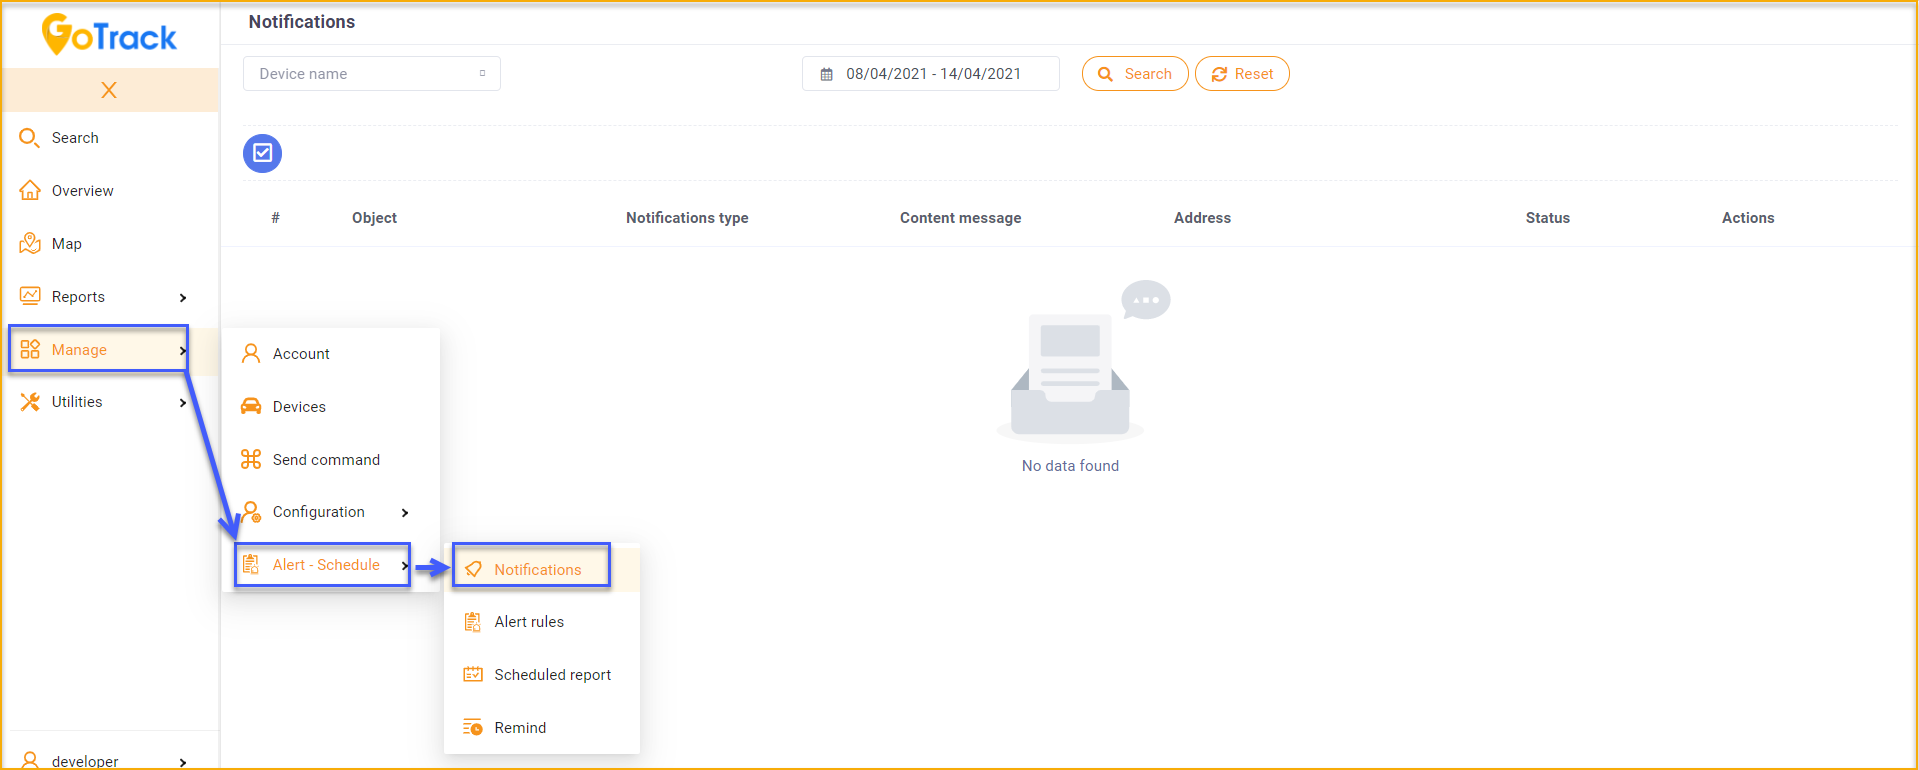 GoTrack
X
Search
Overview
Map
Reports
Manage
Utilities
developer
Notifications
Device name
08/04/2021 - 14/04/2021
Search
Reset
# Object Notifications type Content message Address Status Actions
No data found
Account
Devices
Send command
Configuration
Alert - Schedule
Notifications
Alert rules
Scheduled report
Remind